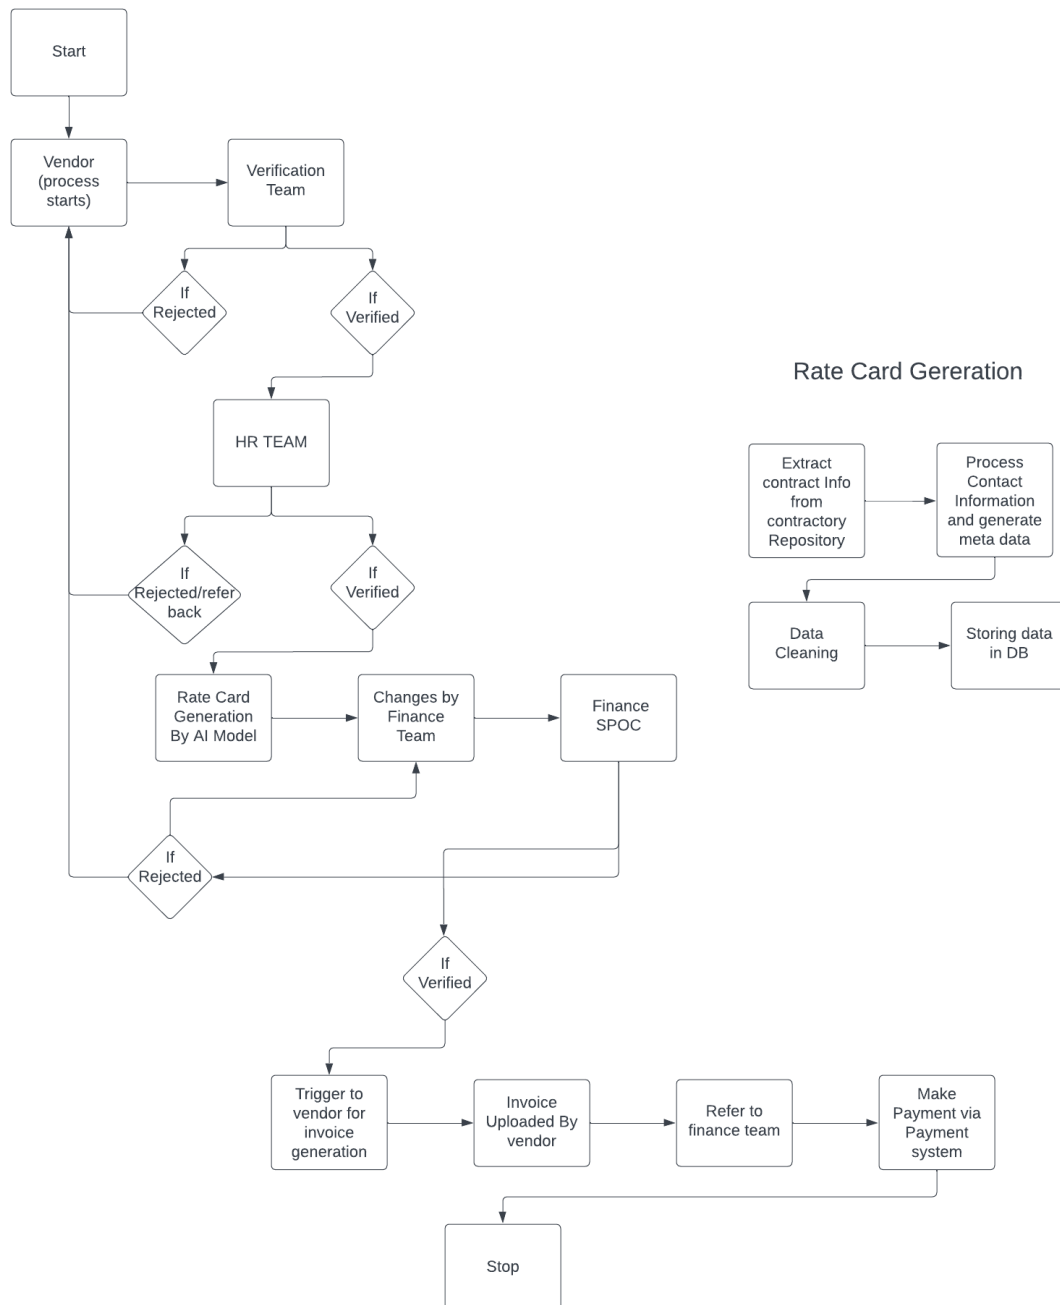 Start
Vendor
(process
starts)
Verification
Team
If
Rejected
If
Verified
HR TEAM
If
Rejected/refer
back
If
Verified
Rate Card
Generation
By AI Model
Changes by
Finance
Team
Finance
SPOC
If
Rejected
If
Verified
Trigger to
vendor for
invoice
generation
Invoice
Uploaded By
vendor
Refer to
finance team
Make
Payment via
Payment
system
Stop
Rate Card Gereration
Extract
contract Info
from
contractory
Repository
Process
Contact
Information
and generate
meta data
Data
Cleaning
Storing data
in DB